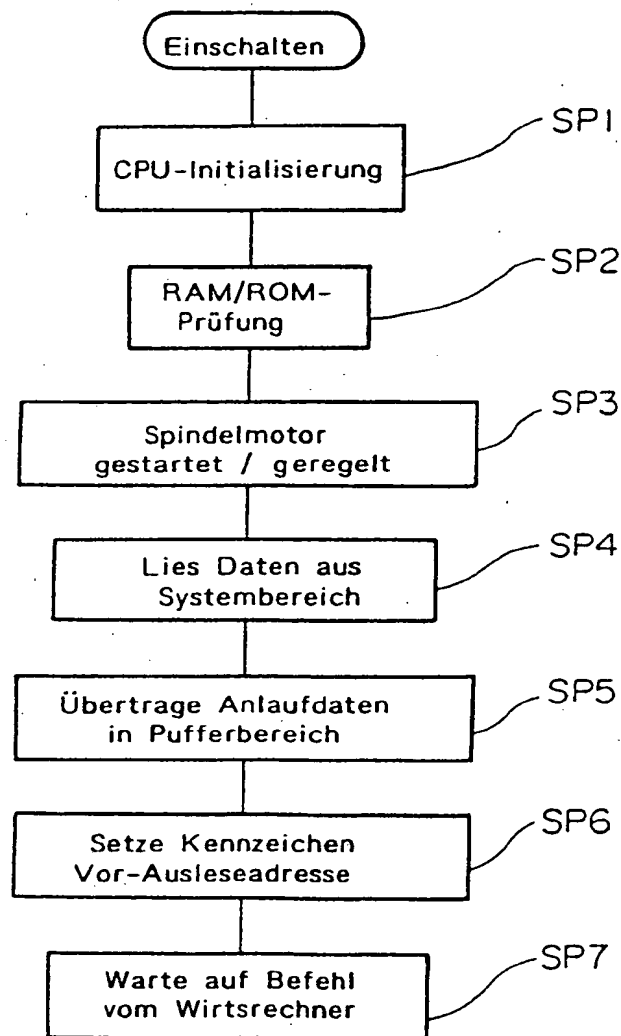 Einschalten
SP1
CPU-Initialisierung
SP2
RAM/ROM-
Prüfung
SP3
Spindelmotor
gestartet / geregelt
SP4
Lies Daten aus
Systembereich
SP5
Übertrage Anlaufdaten
in Pufferbereich
SP6
Setze Kennzeichen
Vor-Ausleseadresse
SP7
Warte auf Befehl
vom Wirtsrechner